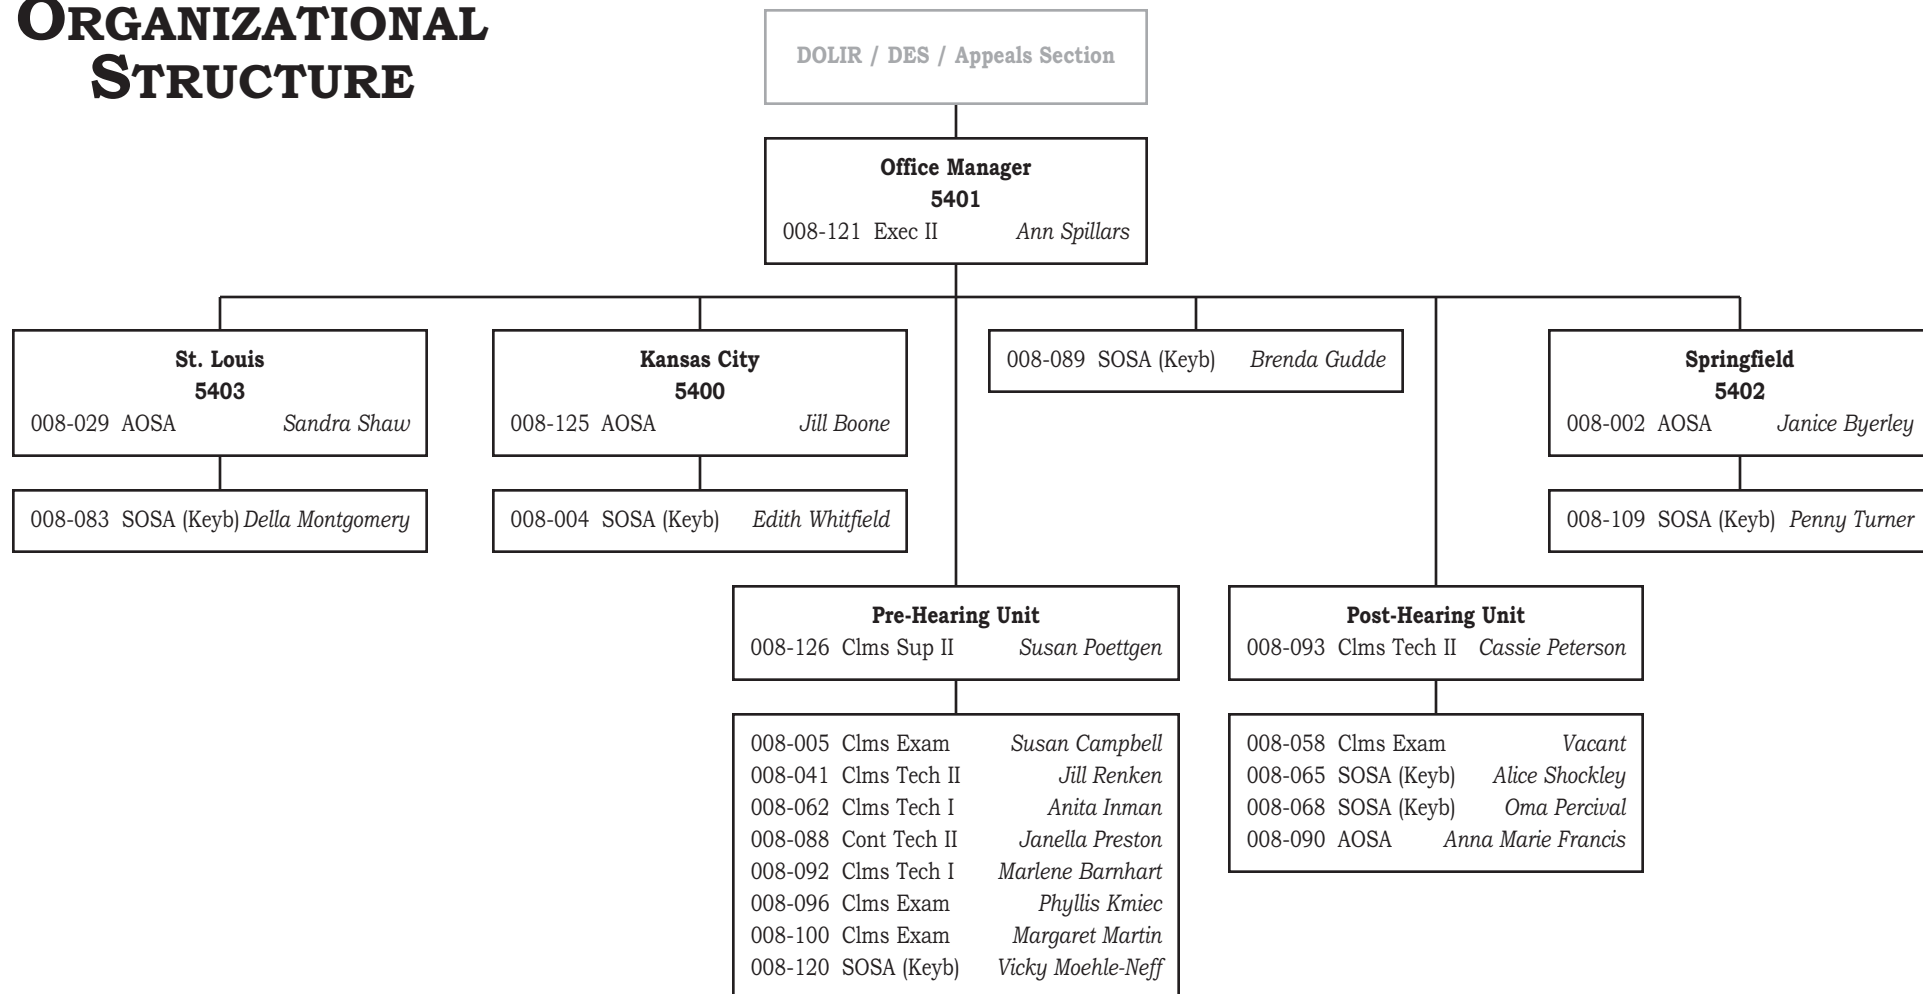 ORGANIZATIONAL
STRUCTURE
DOLIR / DES / Appeals Section
Office Manager
5401
008-121 Exec II Ann Spillars
St. Louis
5403
008-029 AOSA Sandra Shaw
Kansas City
5400
008-125 AOSA Jill Boone
008-089 SOSA (Keyb) Brenda Gudde
Springfield
5402
008-002 AOSA Janice Byerley
008-083 SOSA (Keyb) Della Montgomery
008-004 SOSA (Keyb) Edith Whitfield
008-109 SOSA (Keyb) Penny Turner
Pre-Hearing Unit
008-126 Clms Sup II Susan Poettgen
Post-Hearing Unit
008-093 Clms Tech II Cassie Peterson
008-005 Clms Exam Susan Campbell
008-041 Clms Tech II Jill Renken
008-062 Clms Tech I Anita Inman
008-088 Cont Tech II Janella Preston
008-092 Clms Tech I Marlene Barnhart
008-096 Clms Exam Phyllis Kmiec
008-100 Clms Exam Margaret Martin
008-120 SOSA (Keyb) Vicky Moehle-Neff
008-058 Clms Exam Vacant
008-065 SOSA (Keyb) Alice Shockley
008-068 SOSA (Keyb) Oma Percival
008-090 AOSA Anna Marie Francis